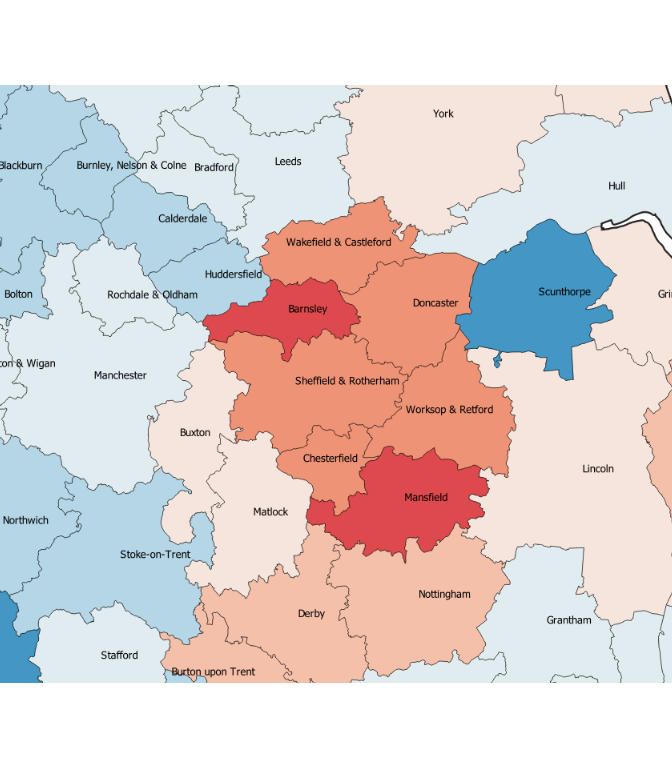 York
Leeds
Blackburn
Burnley, Nelson & Colne
Bradford
Hull
Calderdale
Wakefield & Castleford
Huddersfield
Bolton
Rochdale & Oldham
Barnsley
Doncaster
Scunthorpe
Gri
ton & Wigan
Manchester
Sheffield & Rotherham
Worksop & Retford
Buxton
Chesterfield
Lincoln
Mansfield
Matlock
Northwich
Stoke-on-Trent
Nottingham
Derby
Grantham
Stafford
Burton upon Trent